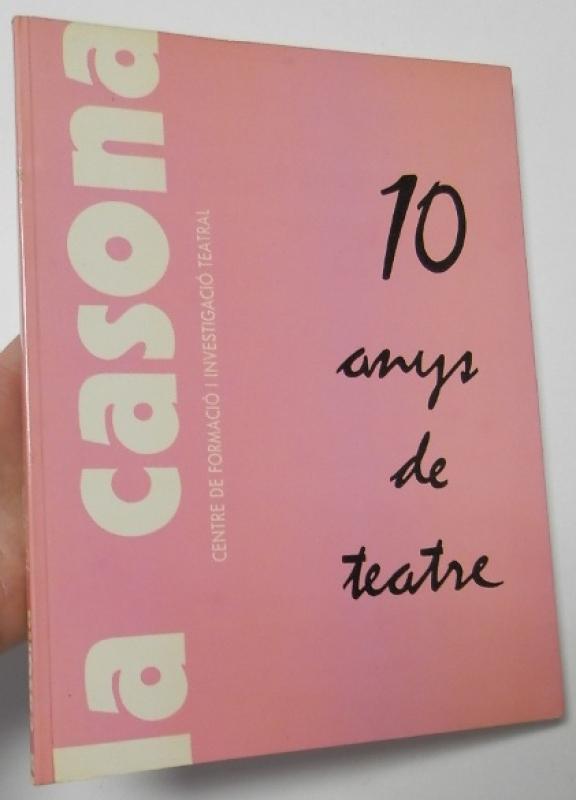 la casona
CENTRE DE FORMACIÓ I INVESTIGACIÓ TEATRAL
10
anys
de
teatre